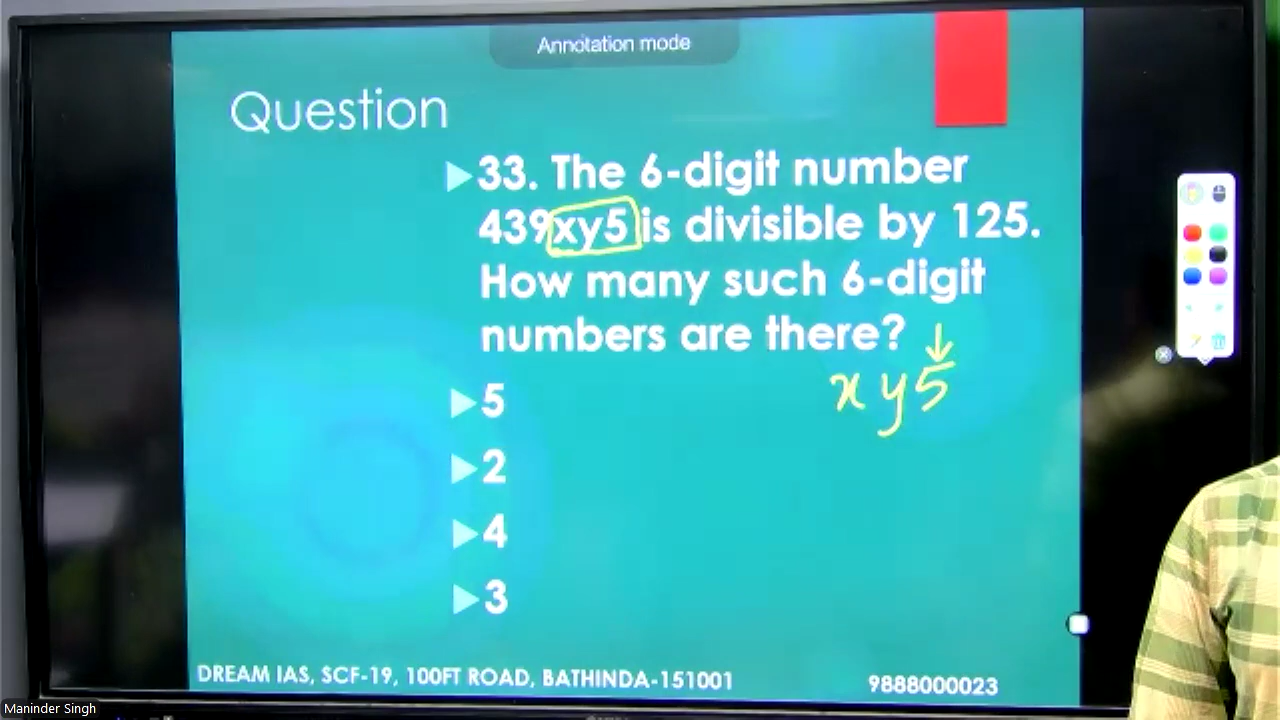 Annotation mode
Question
33. The 6-digit number
439xy5 is divisible by 125.
How many such 6-digit
numbers are there?
xy5
5
2
4
3
DREAM IAS, SCF-19, 100FT ROAD, BATHINDA-151001 9888000023
Maninder Singh